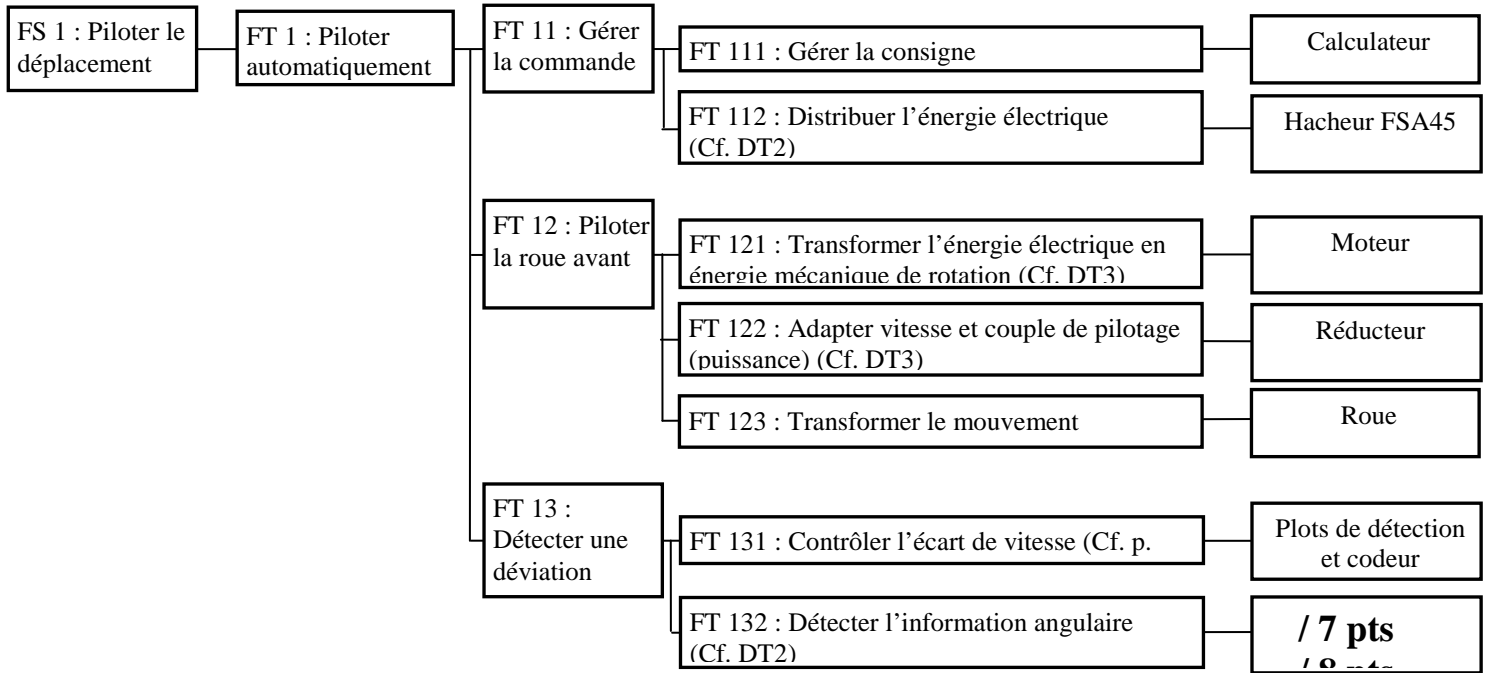 FS 1 : Piloter le
déplacement
FT 1 : Piloter
automatiquement
FT 11 : Gérer
la commande
FT 111 : Gérer la consigne
Calculateur
FT 112 : Distribuer l’énergie électrique
(Cf. DT2)
Hacheur FSA45
FT 12 : Piloter
la roue avant
FT 121 : Transformer l’énergie électrique en
énergie mécanique de rotation (Cf. DT3)
Moteur
FT 122 : Adapter vitesse et couple de pilotage
(puissance) (Cf. DT3)
Réducteur
FT 123 : Transformer le mouvement
Roue
FT 13 :
Détecter une
déviation
FT 131 : Contrôler l’écart de vitesse (Cf. p.
Plots de détection
et codeur
FT 132 : Détecter l’information angulaire
(Cf. DT2)
/ 7 pts
/ 8 pts